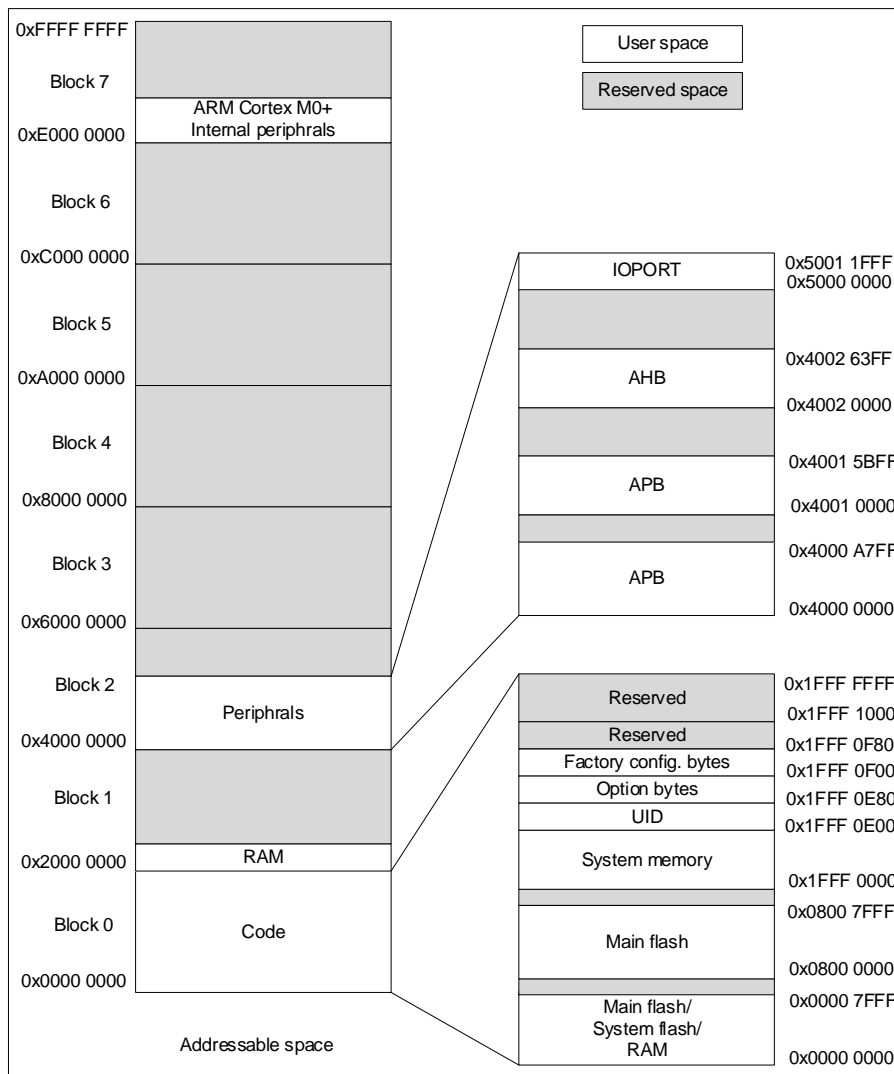 0xFFFF FFFF
Block 7
ARM Cortex M0+
Internal periphrals
0xE000 0000
Block 6
0xC000 0000
Block 5
0xA000 0000
Block 4
0x8000 0000
Block 3
0x6000 0000
Block 2
Periphrals
0x4000 0000
Block 1
RAM
0x2000 0000
Block 0
Code
0x0000 0000
Addressable space
User space
Reserved space
IOPORT
0x5001 1FFF
0x5000 0000
0x4002 63FF
AHB
0x4002 0000
0x4001 5BFF
APB
0x4001 0000
0x4000 A7FF
APB
0x4000 0000
0x1FFF FFFF
Reserved
0x1FFF 1000
Reserved
0x1FFF 0F80
Factory config. bytes
0x1FFF 0F00
Option bytes
0x1FFF 0E80
UID
0x1FFF 0E00
System memory
0x1FFF 0000
0x0800 7FFF
Main flash
0x0800 0000
0x0000 7FFF
Main flash/
System flash/
RAM
0x0000 0000